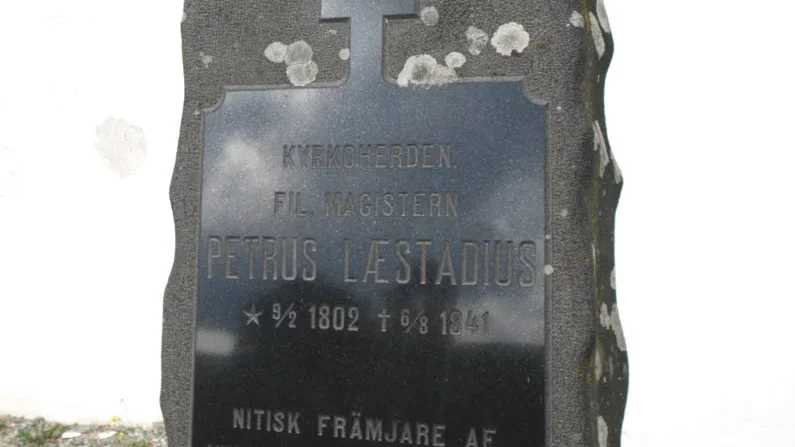 KYRKOHERDEN
FIL. MAGISTERN
PETRUS LÆSTADIUS
* 9/2 1802 † 6/8 1841
NITISK FRÄMJARE AF